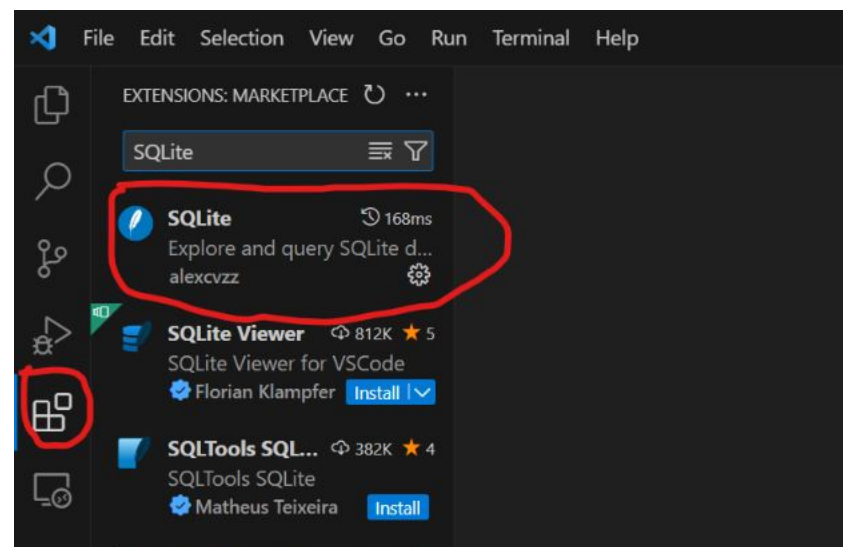 File Edit Selection View Go Run Terminal Help
EXTENSIONS: MARKETPLACE
SQLite
SQLite 168ms
Explore and query SQLite d...
alexcvzz
SQLite Viewer 812K 5
SQLite Viewer for VSCode
Florian Klampfer Install
SQLTools SQL... 382K 4
SQLTools SQLite
Matheus Teixeira Install